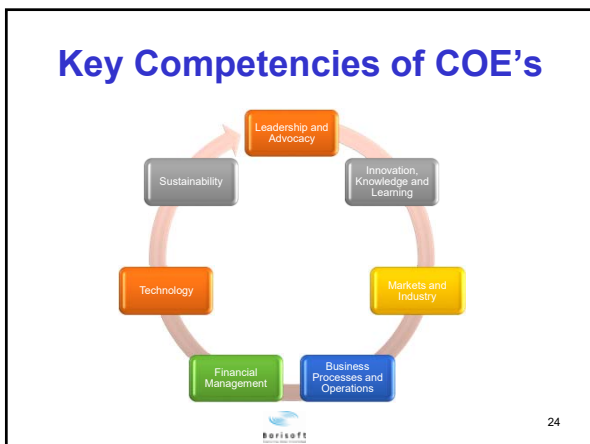 Key Competencies of COE's
Leadership and
Advocacy
Innovation,
Knowledge and
Learning
Markets and
Industry
Business
Processes and
Operations
Financial
Management
Technology
Sustainability
Borisoft
24